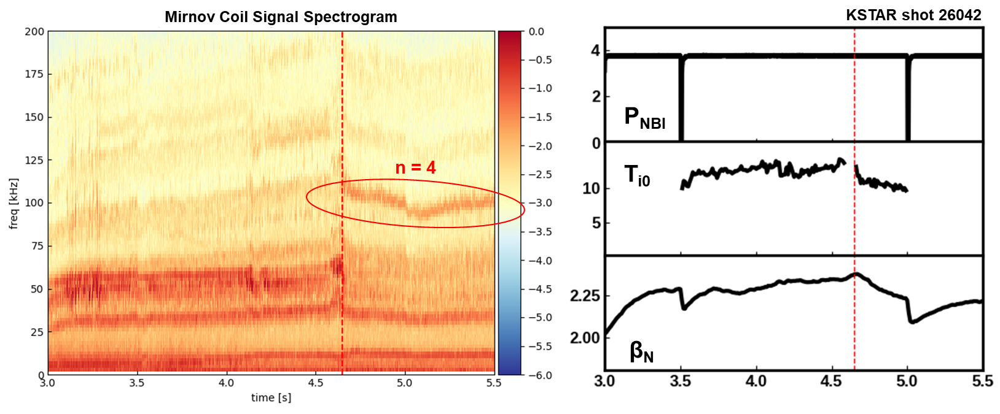 Mirnov Coil Signal Spectrogram
200
175
150
125
100
75
50
25
0
freq [kHz]
3.0 3.5 4.0 4.5 5.0 5.5
time [s]
n = 4
0.0
−0.5
−1.0
−1.5
−2.0
−2.5
−3.0
−3.5
−4.0
−4.5
−5.0
−5.5
−6.0
KSTAR shot 26042
4
2
0
PNBI
10
5
Ti0
2.25
2.00
βN
3.0 3.5 4.0 4.5 5.0 5.5